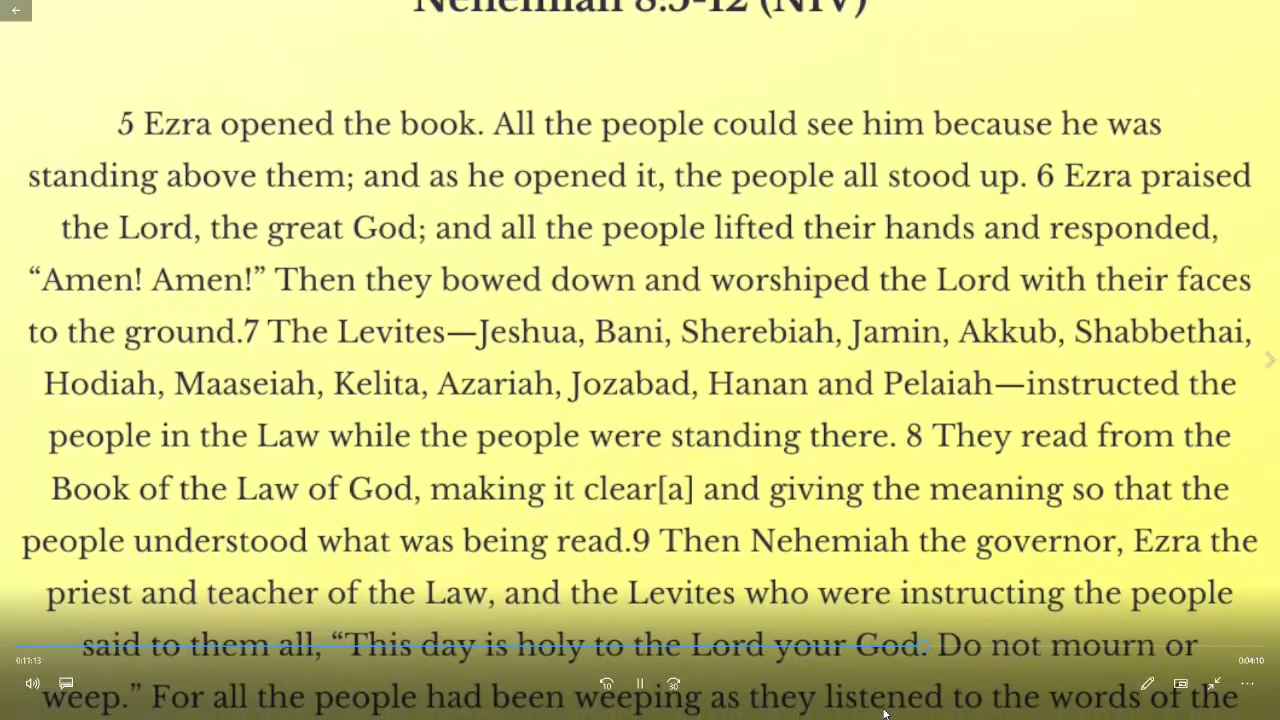 Nehemiah 8:5-12 (NIV)
5 Ezra opened the book. All the people could see him because he was
standing above them; and as he opened it, the people all stood up. 6 Ezra praised
the Lord, the great God; and all the people lifted their hands and responded,
“Amen! Amen!” Then they bowed down and worshiped the Lord with their faces
to the ground.7 The Levites—Jeshua, Bani, Sherebiah, Jamin, Akkub, Shabbethai,
Hodiah, Maaseiah, Kelita, Azariah, Jozabad, Hanan and Pelaiah—instructed the
people in the Law while the people were standing there. 8 They read from the
Book of the Law of God, making it clear[a] and giving the meaning so that the
people understood what was being read.9 Then Nehemiah the governor, Ezra the
priest and teacher of the Law, and the Levites who were instructing the people
said to them all, “This day is holy to the Lord your God. Do not mourn or
0:11:13
0:04:10
10
30
weep.” For all the people had been weeping as they listened to the words of the